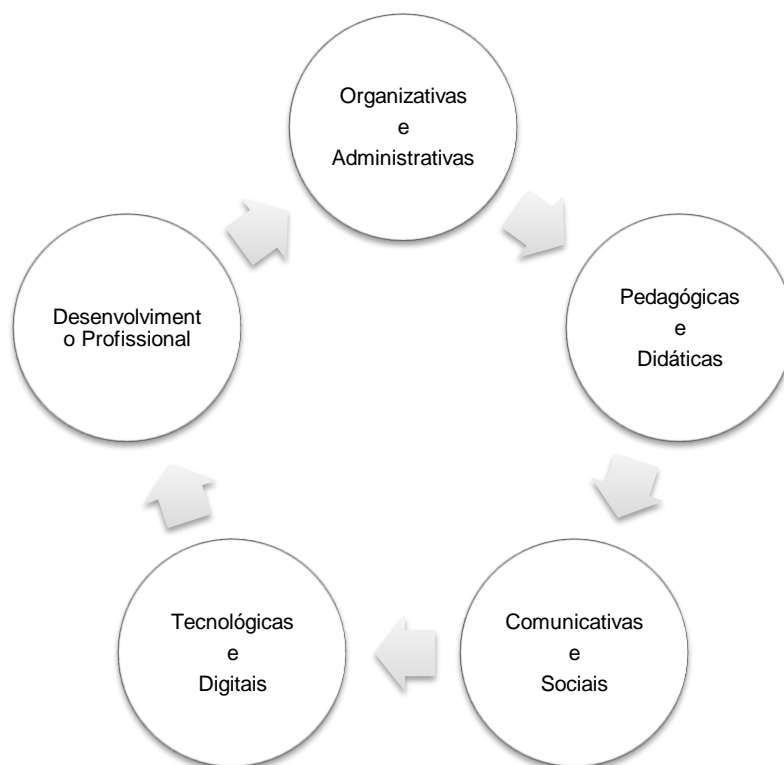 Organizativas
e
Administrativas
Pedagógicas
e
Didáticas
Comunicativas
e
Sociais
Tecnológicas
e
Digitais
Desenvolviment
o Profissional